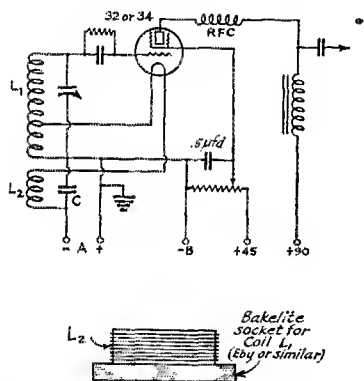 32 or 34
RFC
L1
.5μfd
L2
C
- A +
-B
+45
+90
L2
Bakelite
socket for
Coil L1
(Eby or similar)